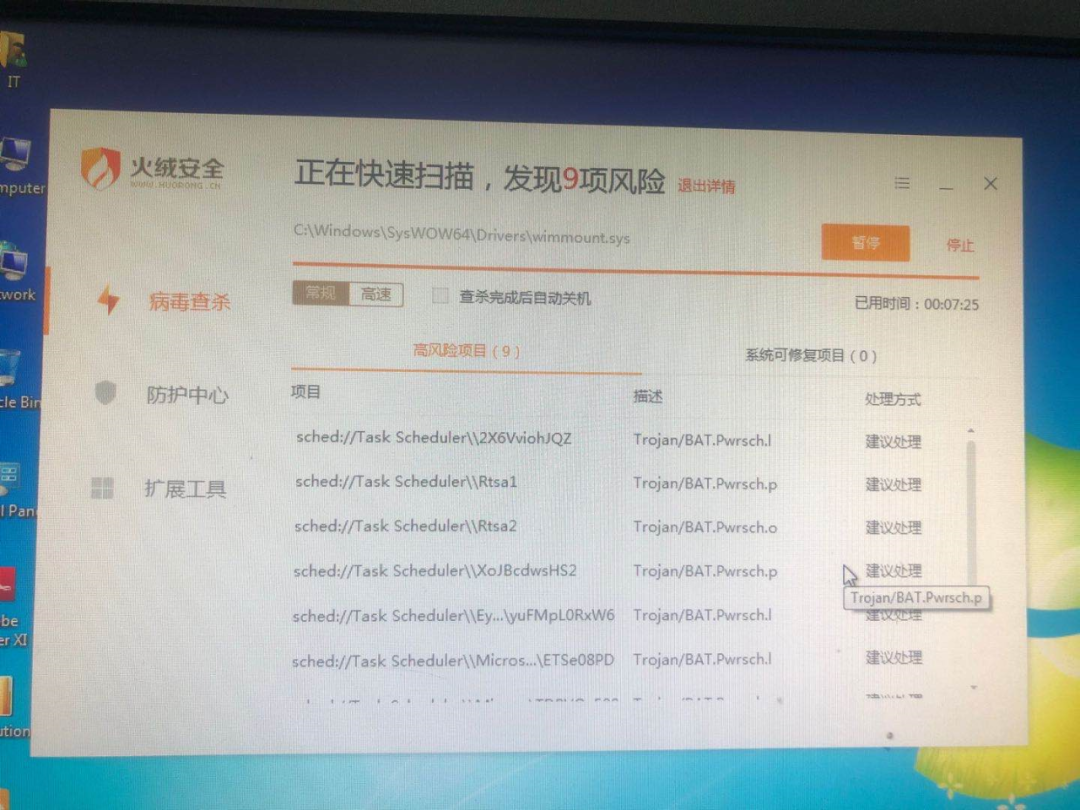 IT
mputer
twork
cle Bin
l Pan
be
er XI
ution
火绒安全
WWW.HUORONG.CN
正在快速扫描，发现9项风险 退出详情
C:\Windows\SysWOW64\Drivers\wimmount.sys
暂停 停止
常规 高速 查杀完成后自动关机 已用时间：00:07:25
病毒查杀
防护中心
扩展工具
高风险项目（9） 系统可修复项目（0）
项目 描述 处理方式
sched://Task Scheduler\\2X6VviohJQZ Trojan/BAT.Pwrsch.l 建议处理
sched://Task Scheduler\\Rtsa1 Trojan/BAT.Pwrsch.p 建议处理
sched://Task Scheduler\\Rtsa2 Trojan/BAT.Pwrsch.o 建议处理
sched://Task Scheduler\\XoJBcdwsHS2 Trojan/BAT.Pwrsch.p 建议处理
Trojan/BAT.Pwrsch.p
sched://Task Scheduler\\Ey...\yuFMpL0RxW6 Trojan/BAT.Pwrsch.l 建议处理
sched://Task Scheduler\\Micros...\ETSe08PD Trojan/BAT.Pwrsch.l 建议处理